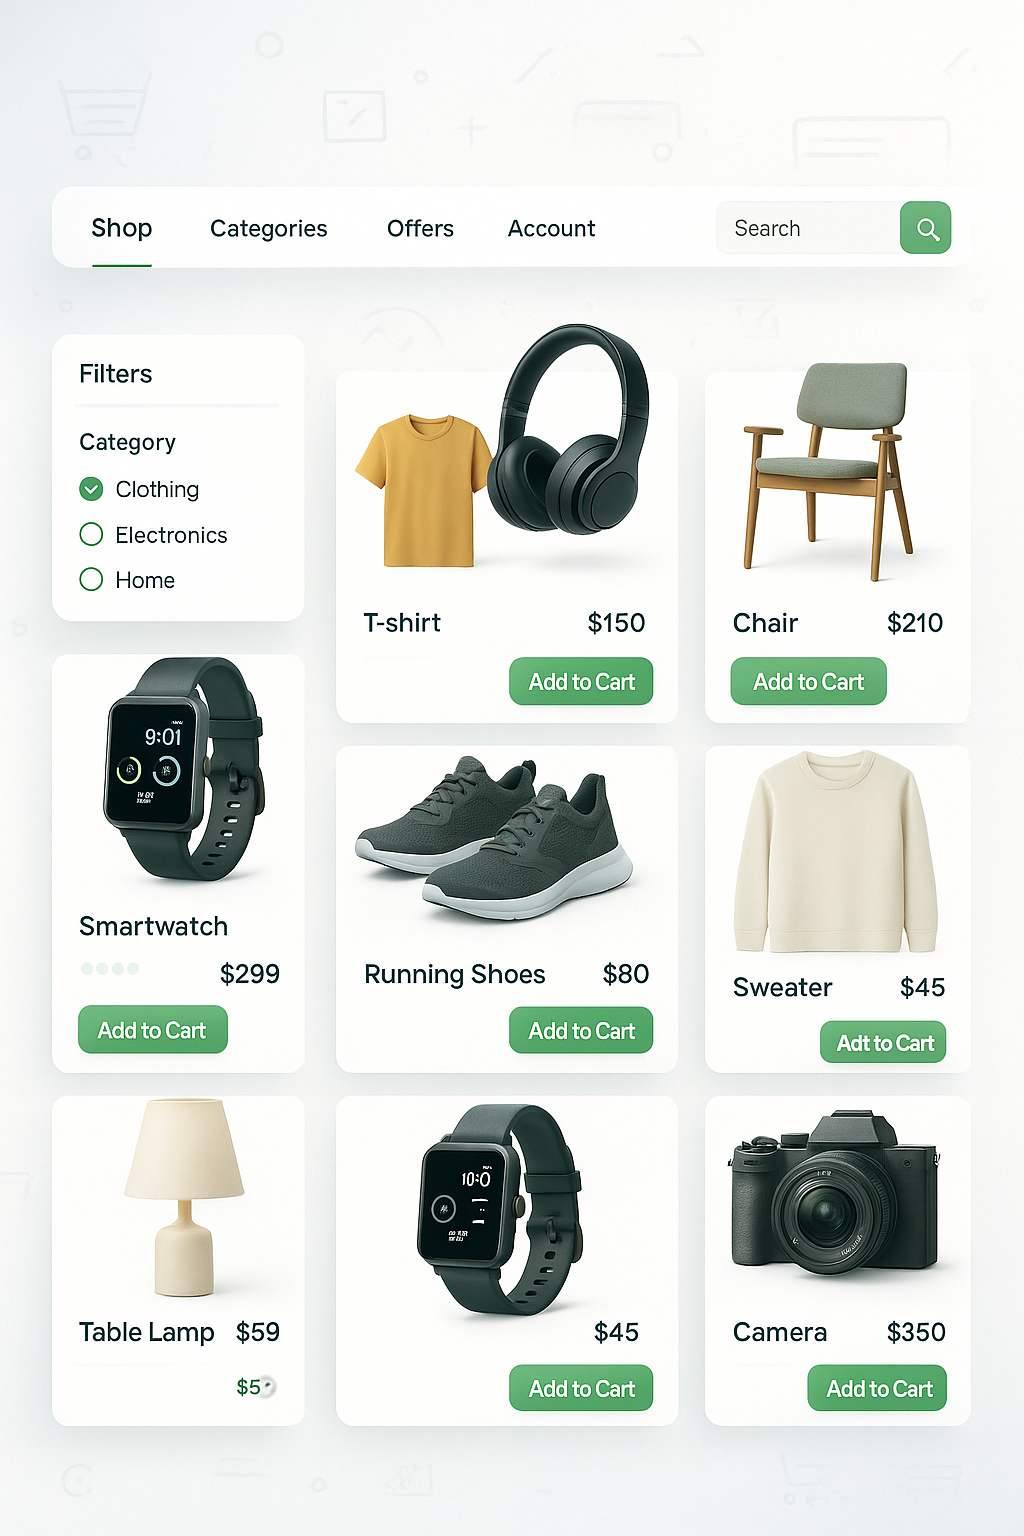 Shop Categories Offers Account Search
Filters
Category
Clothing
Electronics
Home
T-shirt $150
Add to Cart
Chair $210
Add to Cart
9:01
Smartwatch
$299
Add to Cart
Running Shoes $80
Add to Cart
Sweater $45
Adt to Cart
Table Lamp $59
$5
10:0
$45
Add to Cart
Camera $350
Add to Cart